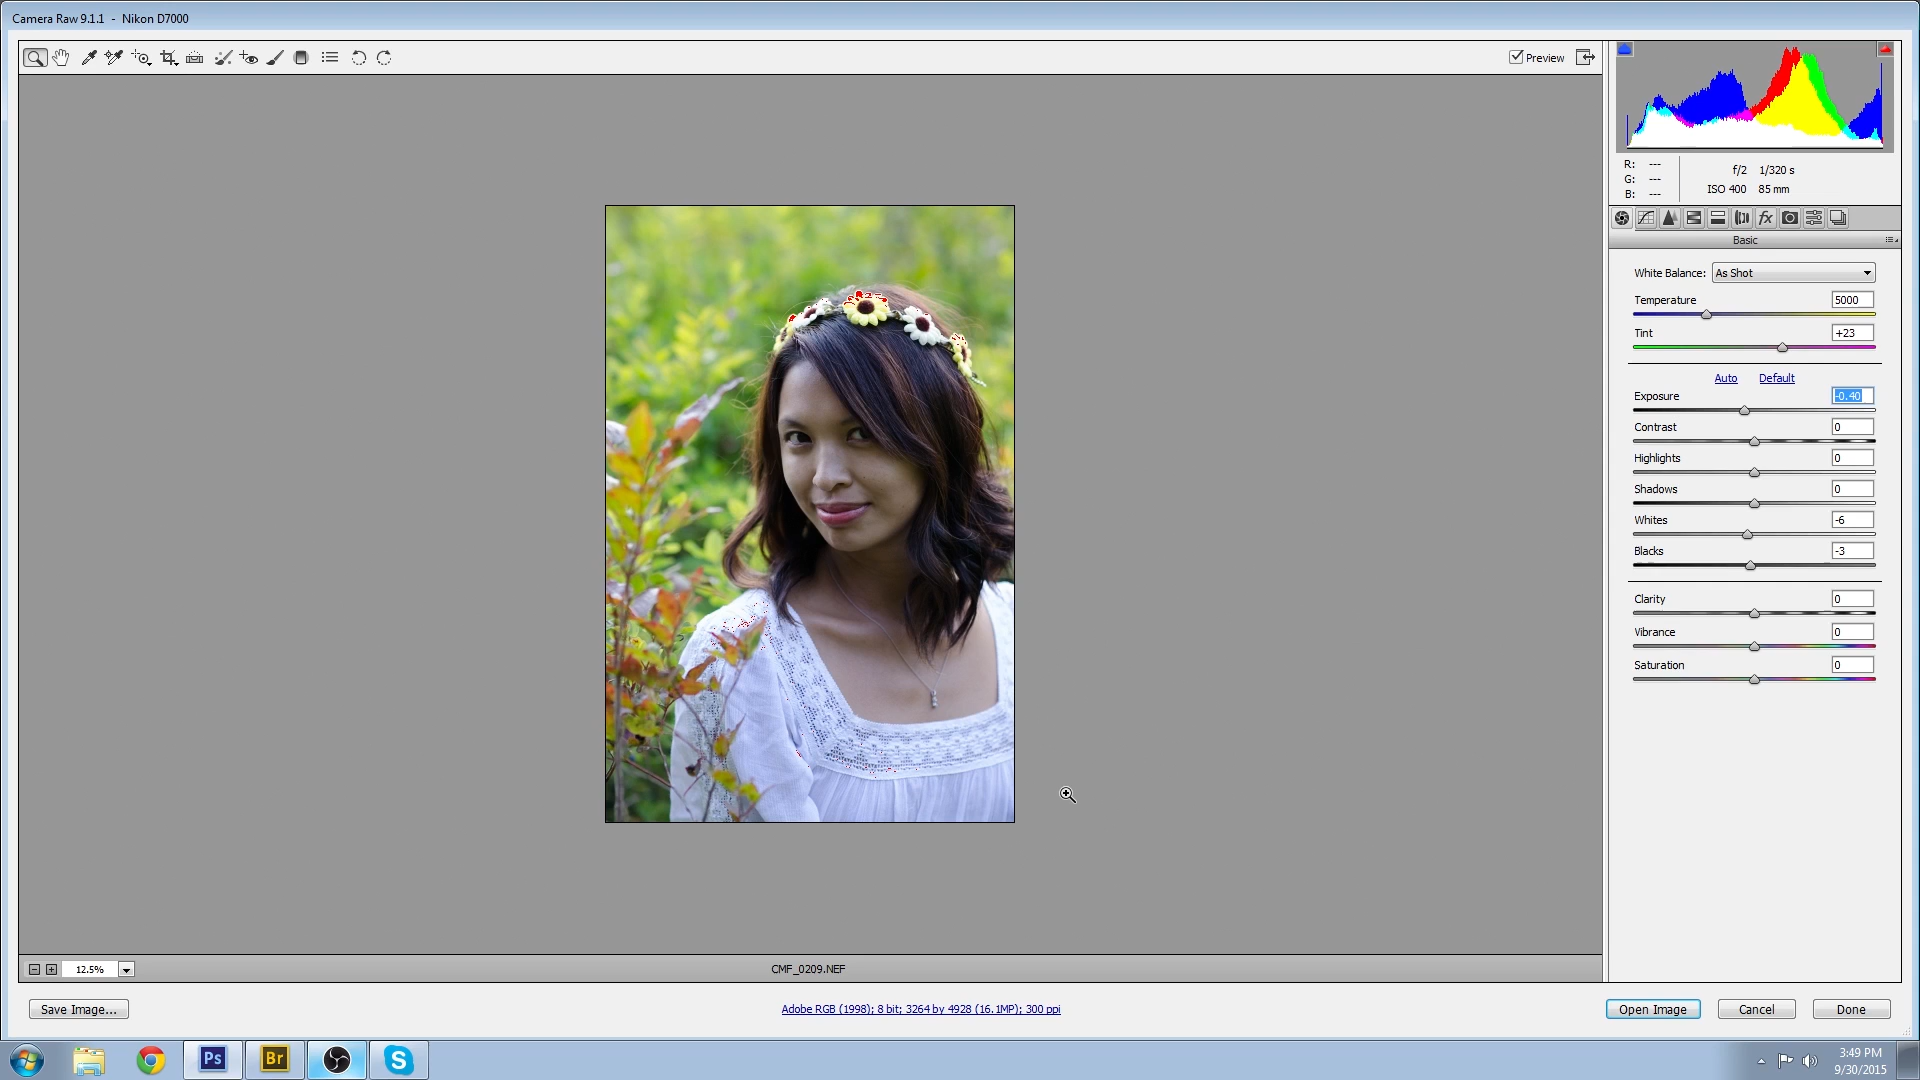 Camera Raw 9.1.1 - Nikon D7000
Preview
R: ---
G: ---
B: ---
f/2 1/320 s
ISO 400 85 mm
fx
Basic
White Balance: As Shot
Temperature 5000
Tint +23
Auto Default
Exposure -0.40
Contrast 0
Highlights 0
Shadows 0
Whites -6
Blacks -3
Clarity 0
Vibrance 0
Saturation 0
12.5%
CMF_0209.NEF
Save Image...
Adobe RGB (1998); 8 bit; 3264 by 4928 (16.1MP); 300 ppi
Open Image
Cancel
Done
Ps
Br
S
3:49 PM
9/30/2015